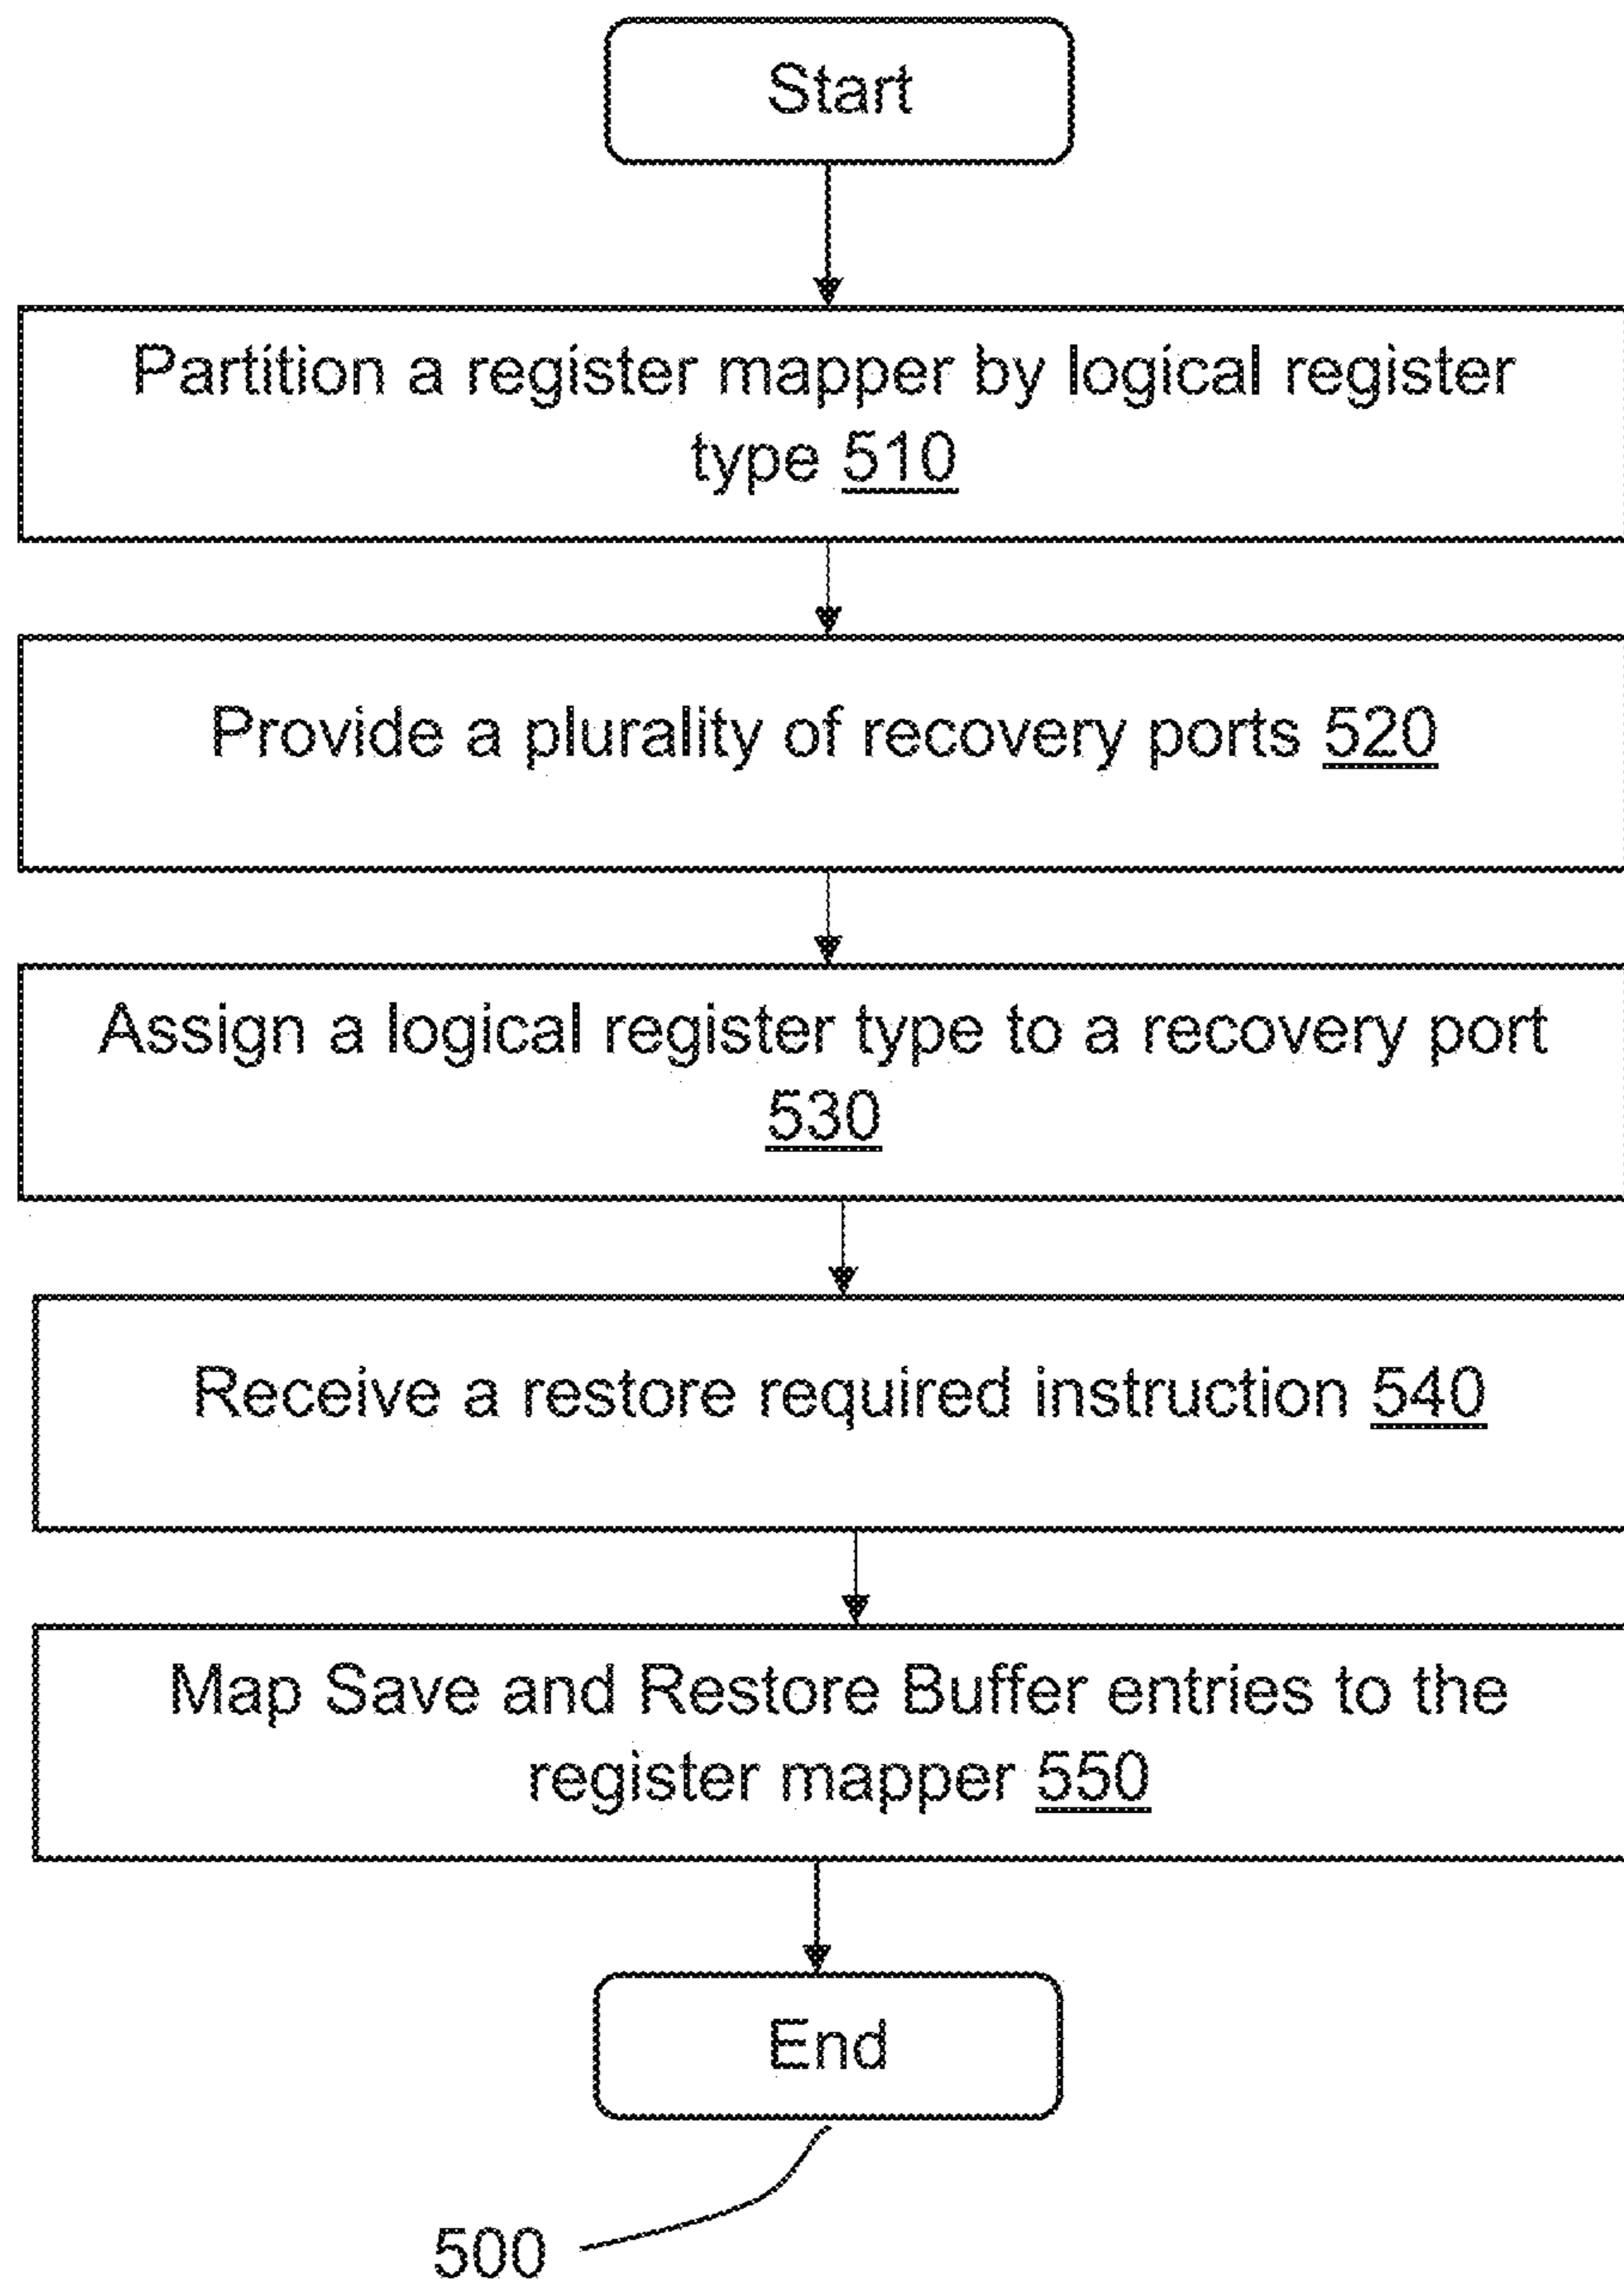 Start
Partition a register mapper by logical register
type 510
Provide a plurality of recovery ports 520
Assign a logical register type to a recovery port
530
Receive a restore required instruction 540
Map Save and Restore Buffer entries to the
register mapper 550
End
500